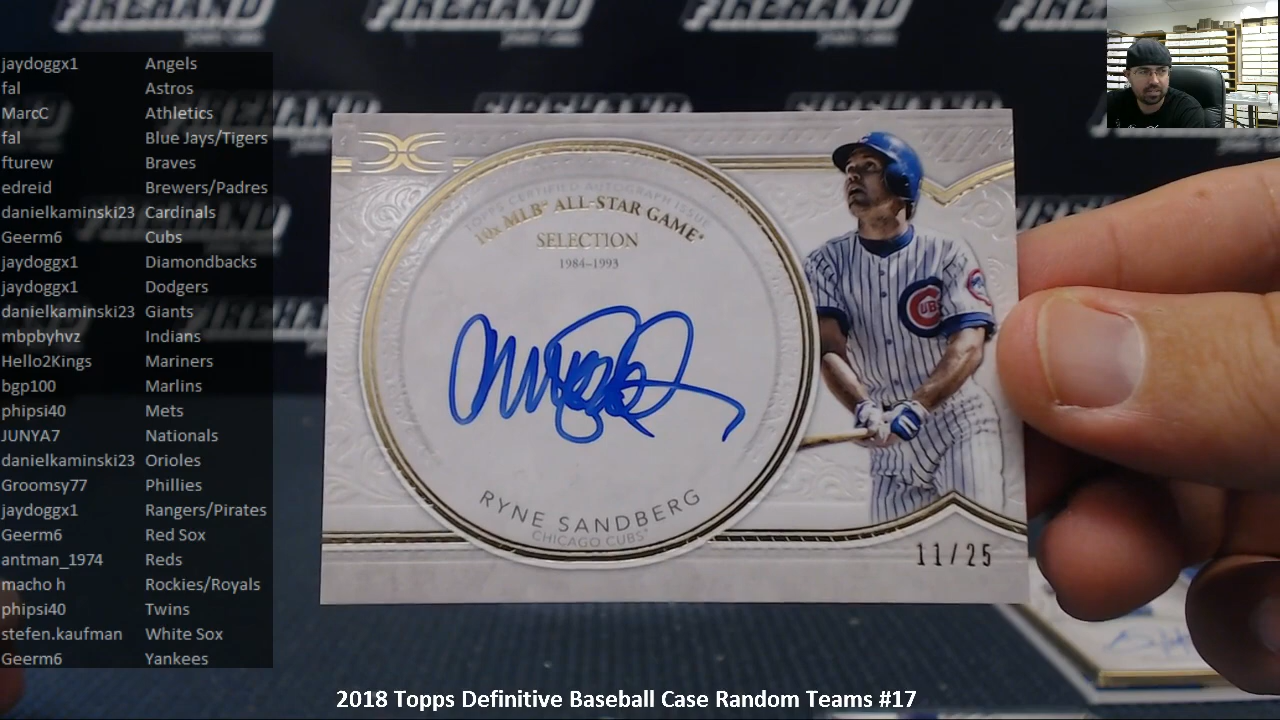 FIREHAND
jaydoggx1 Angels
fal Astros
MarcC Athletics
fal Blue Jays/Tigers
fturew Braves
edreid Brewers/Padres
danielkaminski23 Cardinals
Geerm6 Cubs
jaydoggx1 Diamondbacks
jaydoggx1 Dodgers
danielkaminski23 Giants
mbpbyhvz Indians
Hello2Kings Mariners
bgp100 Marlins
phipsi40 Mets
JUNYA7 Nationals
danielkaminski23 Orioles
Groomsy77 Phillies
jaydoggx1 Rangers/Pirates
Geerm6 Red Sox
antman_1974 Reds
macho h Rockies/Royals
phipsi40 Twins
stefen.kaufman White Sox
Geerm6 Yankees
TOPPS CERTIFIED AUTOGRAPH ISSUE
10x MLB® ALL-STAR GAME®
SELECTION
1984–1993
CUBS
RYNE SANDBERG
CHICAGO CUBS®
11/25
2018 Topps Definitive Baseball Case Random Teams #17